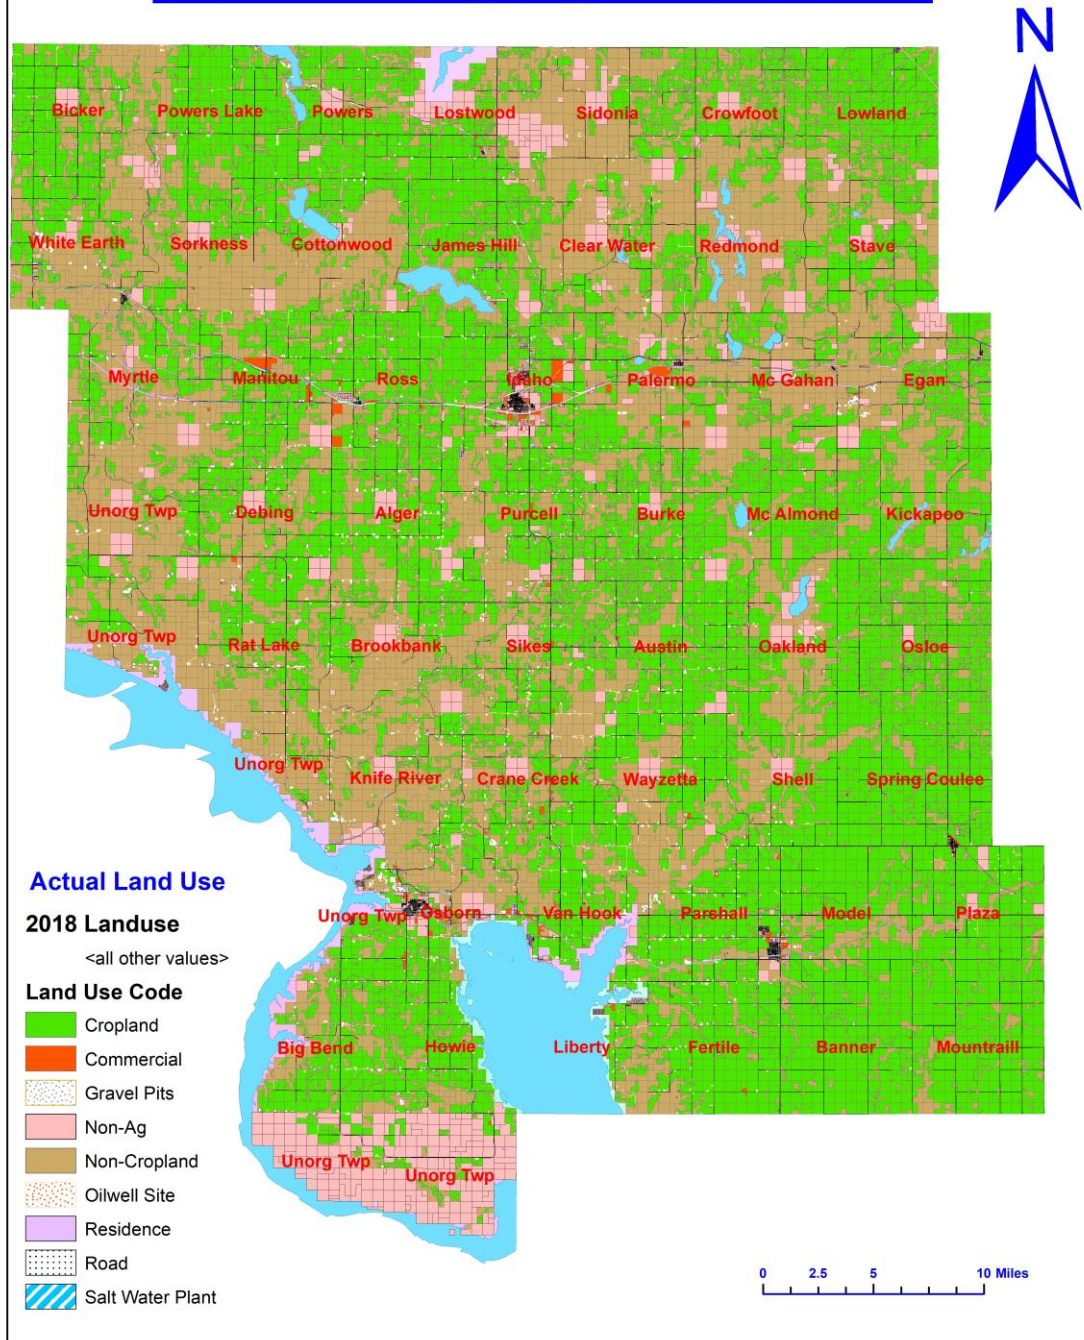 N
Bicker Powers Lake Powers Lostwood Sidonia Crowfoot Lowland
White Earth Sorkness Cottonwood James Hill Clear Water Redmond Stave
Myrtle Manitou Ross Idaho Palermo Mc Gahan Egan
Unorg Twp Debing Alger Purcell Burke Mc Almond Kickapoo
Unorg Twp Rat Lake Brookbank Sikes Austin Oakland Osloe
Unorg Twp Knife River Crane Creek Wayzetta Shell Spring Coulee
Unorg Twp Osborn Van Hook Parshall Model Plaza
Big Bend Howie Liberty Fertile Banner Mountraill
Unorg Twp Unorg Twp
Actual Land Use
2018 Landuse
<all other values>
Land Use Code
Cropland
Commercial
Gravel Pits
Non-Ag
Non-Cropland
Oilwell Site
Residence
Road
Salt Water Plant
0 2.5 5 10 Miles